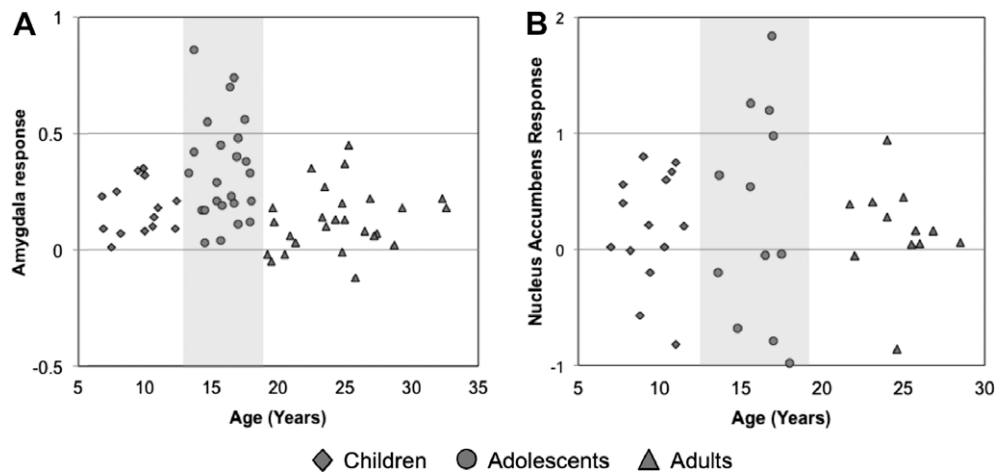 A
1
0.5
0
-0.5
Amygdala response
5 10 15 20 25 30 35
Age (Years)
B
2
1
0
-1
Nucleus Accumbens Response
5 10 15 20 25 30
Age (Years)
Children Adolescents Adults